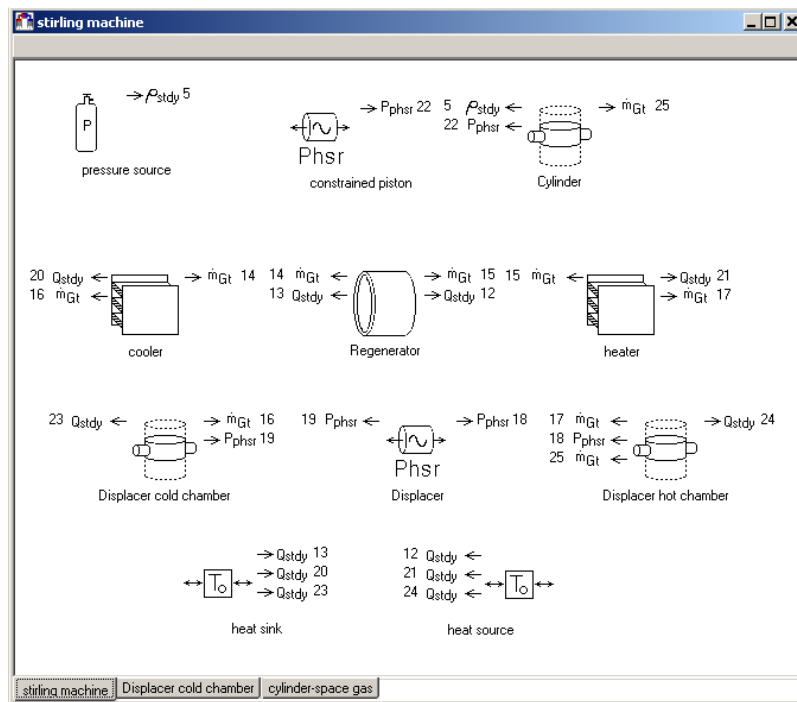 stirling machine
ρstdy 5
P
pressure source
Pphsr 22
Phsr
constrained piston
5 ρstdy
22 Pphsr
ṁGt 25
Cylinder
20 Qstdy
16 ṁGt
ṁGt 14
cooler
14 ṁGt
13 Qstdy
ṁGt 15
Qstdy 12
Regenerator
15 ṁGt
Qstdy 21
ṁGt 17
heater
23 Qstdy
ṁGt 16
Pphsr 19
Displacer cold chamber
19 Pphsr
Pphsr 18
Phsr
Displacer
17 ṁGt
18 Pphsr
25 ṁGt
Qstdy 24
Displacer hot chamber
To
Qstdy 13
Qstdy 20
Qstdy 23
heat sink
12 Qstdy
21 Qstdy
24 Qstdy
To
heat source
stirling machine
Displacer cold chamber
cylinder-space gas